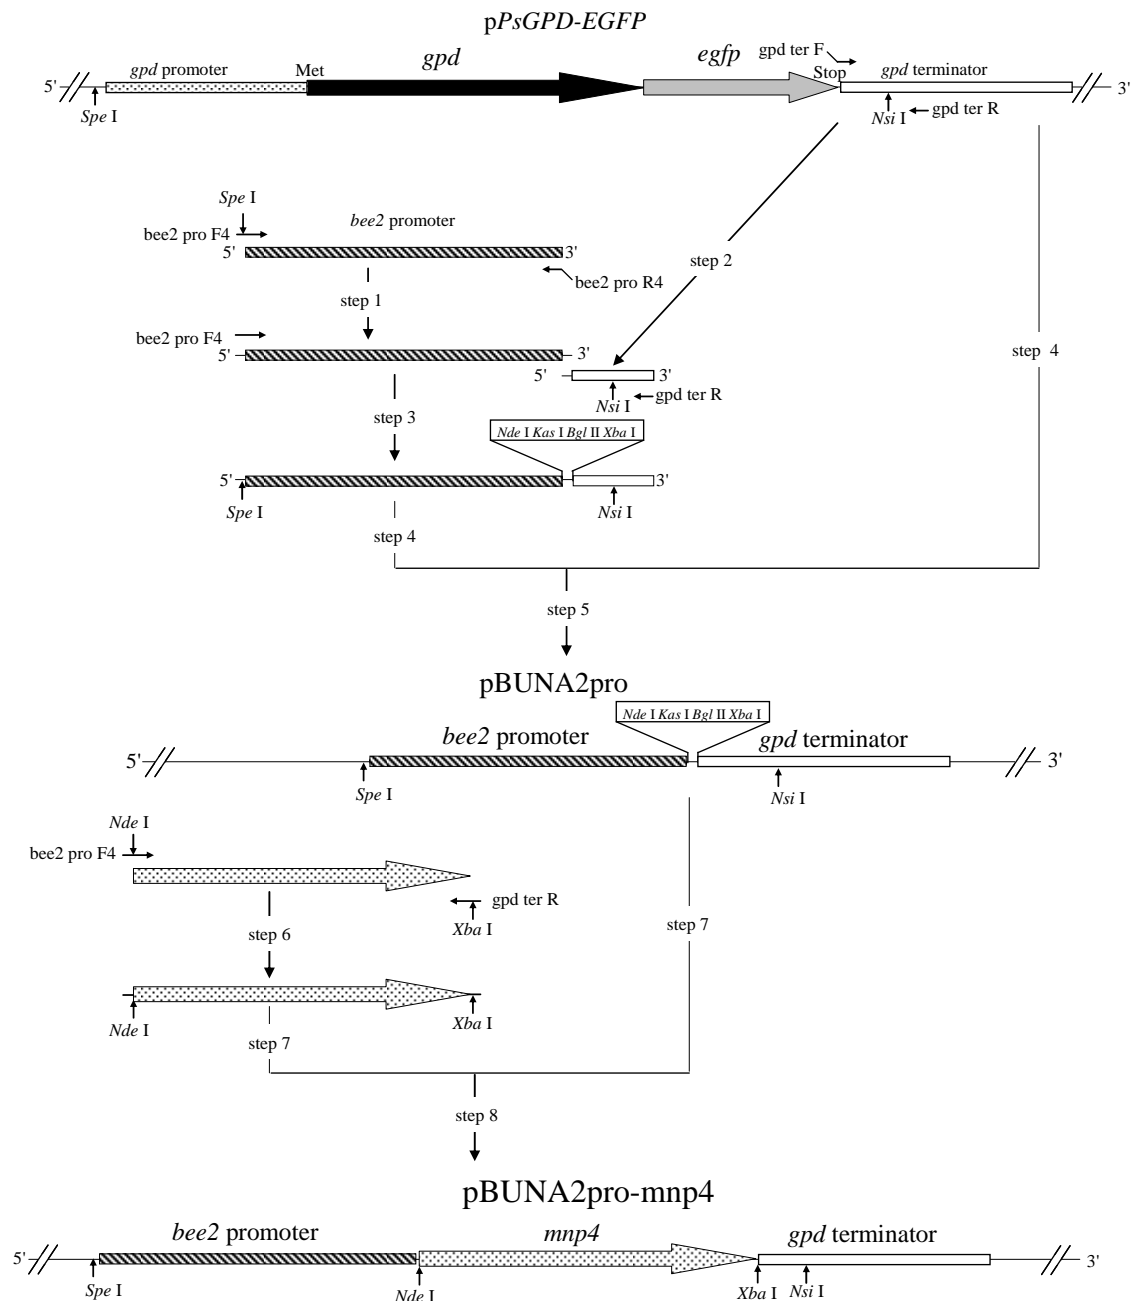 pPsGPD-EGFP
gpd ter F
gpd promoter Met gpd egfp Stop gpd terminator
5' 3'
Spe I Nsi I gpd ter R
Spe I
bee2 promoter
bee2 pro F4
5' 3'
step 2
bee2 pro R4
step 1
bee2 pro F4
5' 3'
step 4
5' 3'
Nsi I gpd ter R
step 3
Nde I Kas I Bgl II Xba I
5' 3'
Spe I Nsi I
step 4
step 5
pBUNA2pro
Nde I Kas I Bgl II Xba I
bee2 promoter gpd terminator
5' 3'
Spe I Nsi I
Nde I
bee2 pro F4
gpd ter R
Xba I
step 6 step 7
Nde I Xba I
step 7
step 8
pBUNA2pro-mnp4
bee2 promoter mnp4 gpd terminator
5' 3'
Spe I Nde I Xba I Nsi I